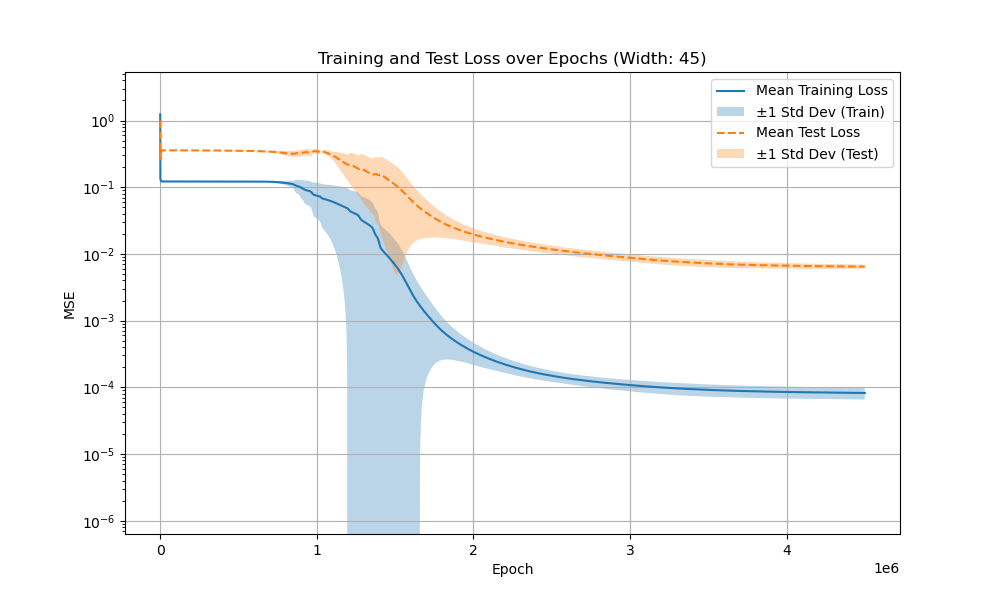 Training and Test Loss over Epochs (Width: 45)
Mean Training Loss
±1 Std Dev (Train)
Mean Test Loss
±1 Std Dev (Test)
MSE
10⁰
10⁻¹
10⁻²
10⁻³
10⁻⁴
10⁻⁵
10⁻⁶
0 1 2 3 4
1e6
Epoch